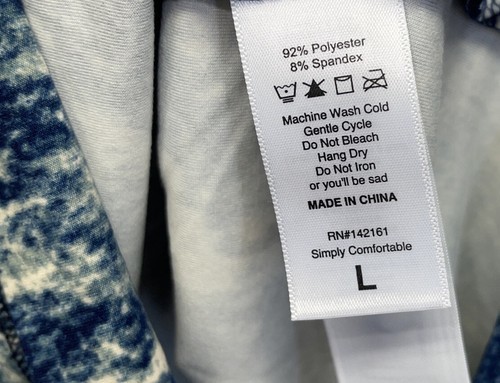 92% Polyester
8% Spandex
Machine Wash Cold
Gentle Cycle
Do Not Bleach
Hang Dry
Do Not Iron
or you'll be sad
MADE IN CHINA
RN#142161
Simply Comfortable
L